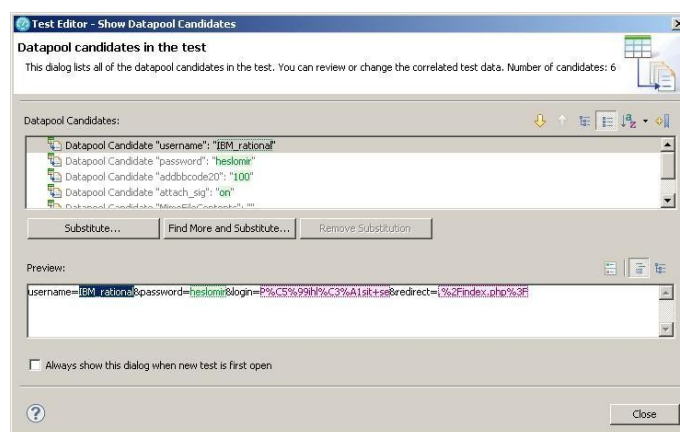 Test Editor - Show Datapool Candidates
Datapool candidates in the test
This dialog lists all of the datapool candidates in the test. You can review or change the correlated test data. Number of candidates: 6
Datapool Candidates:
Datapool Candidate "username": "IBM_rational"
Datapool Candidate "password": "heslomir"
Datapool Candidate "addbbcode20": "100"
Datapool Candidate "attach_sig": "on"
Datapool Candidate "MimeFileContents": ""
Substitute... Find More and Substitute... Remove Substitution
Preview:
username=IBM_rational&password=heslomir&login=P%C5%99ihl%C3%A1sit+se&redirect=.%2Findex.php%3F
Always show this dialog when new test is first open
Close